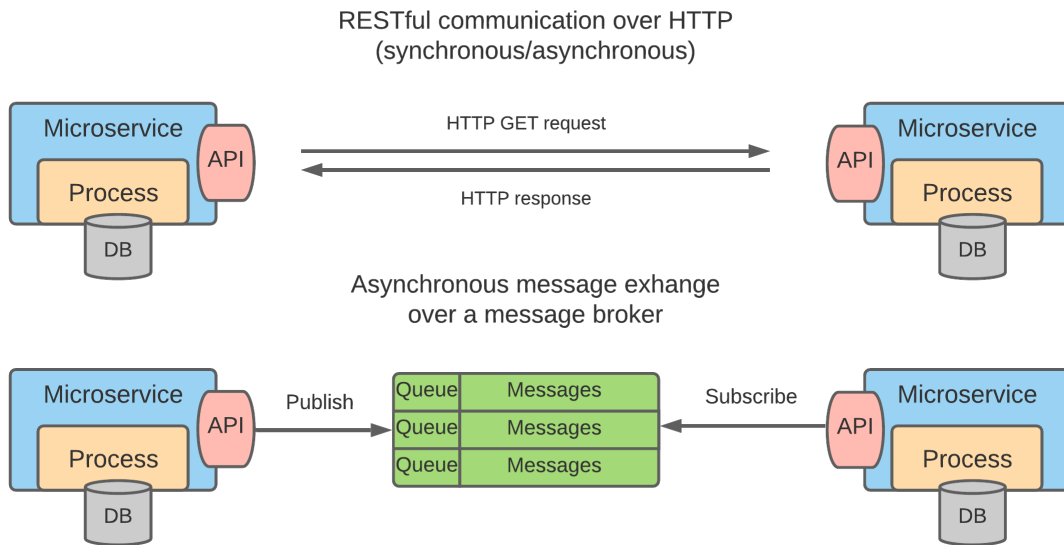 RESTful communication over HTTP
(synchronous/asynchronous)
Microservice
API
Process
DB
HTTP GET request
HTTP response
Microservice
API
Process
DB
Asynchronous message exhange
over a message broker
Microservice
API
Process
DB
Publish
Queue Messages
Queue Messages
Queue Messages
Subscribe
Microservice
API
Process
DB